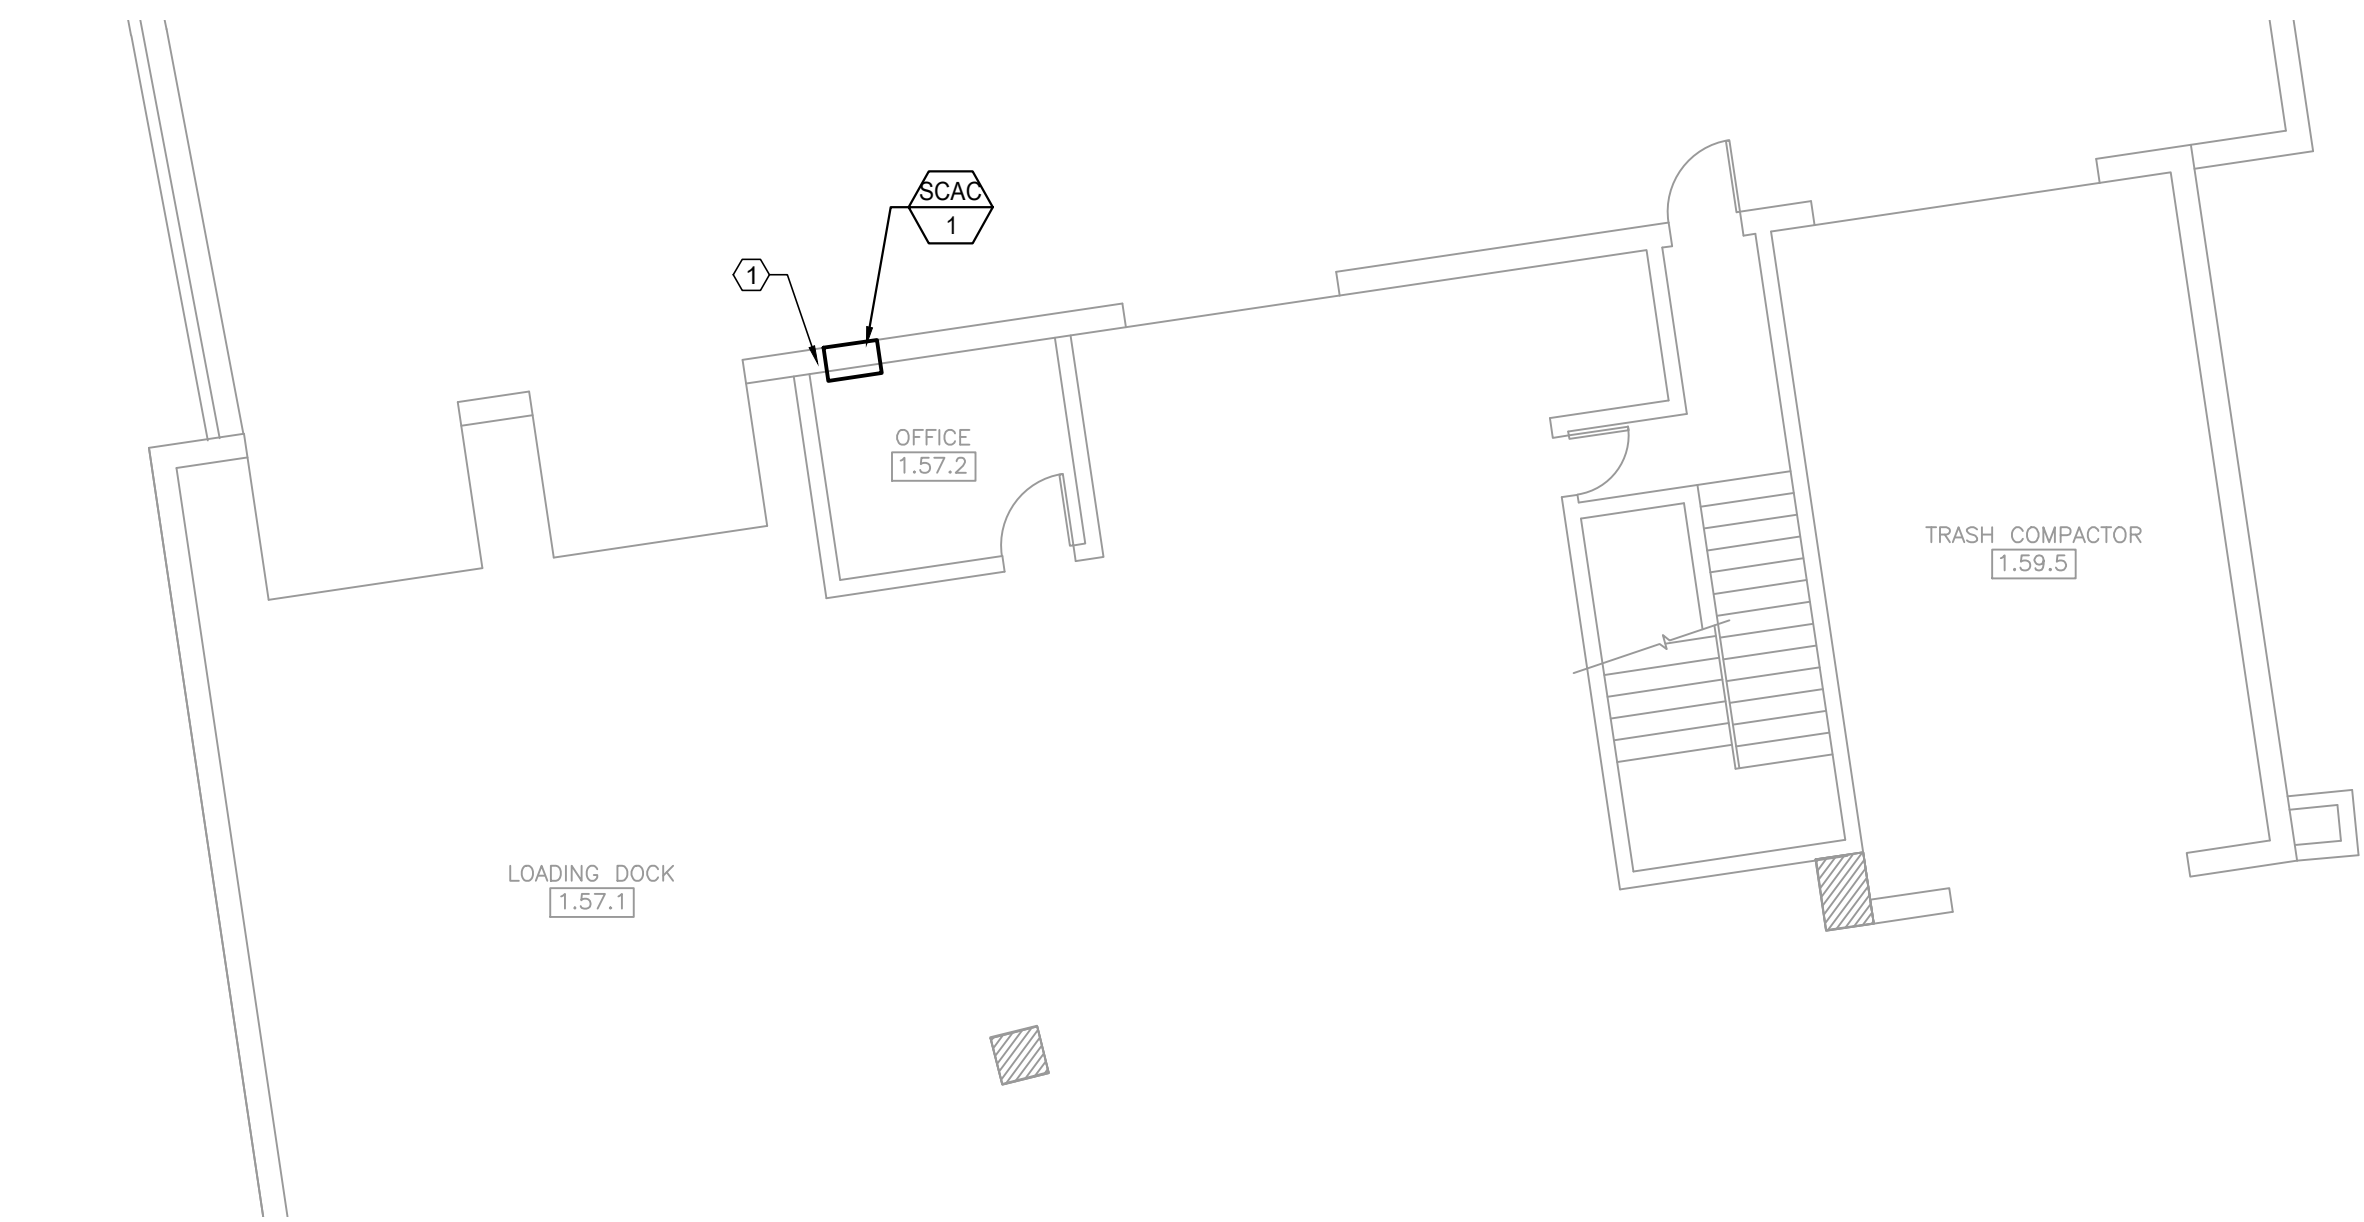 SCAC
1
1
OFFICE
1.57.2
TRASH COMPACTOR
1.59.5
LOADING DOCK
1.57.1